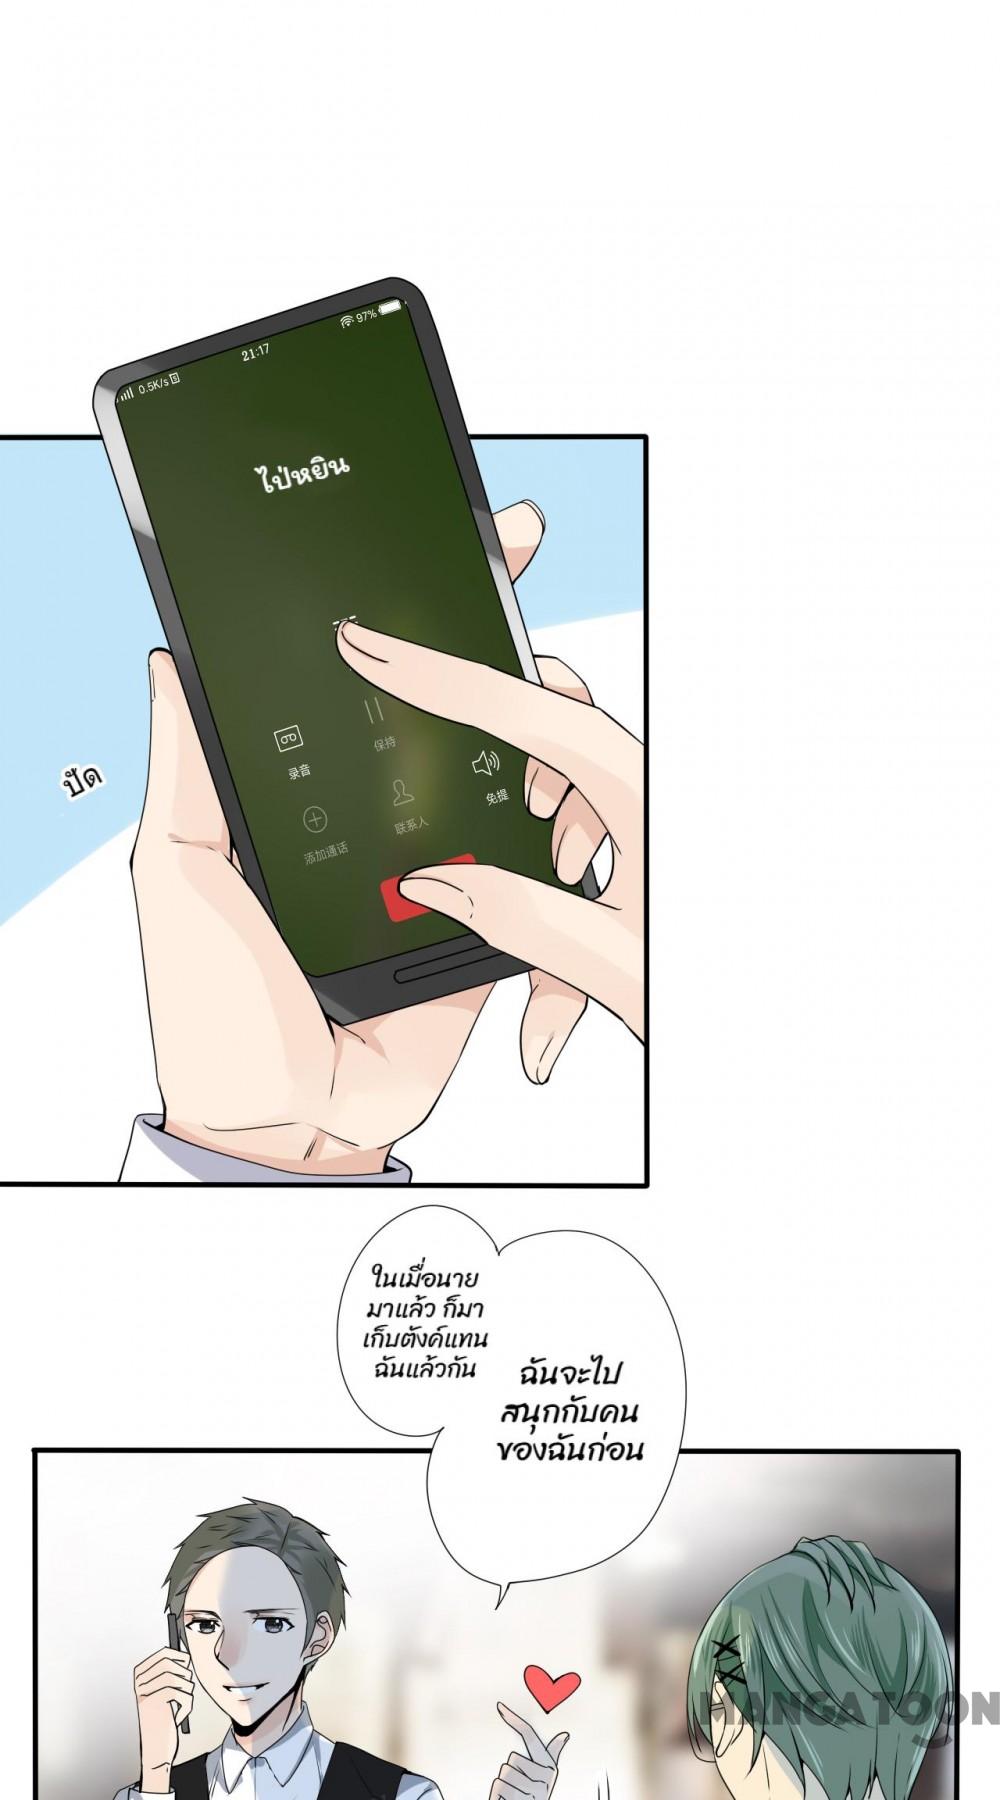 97%
21:17
0.5K/s
ไป่หยิน
保持
录音
免提
联系人
添加通话
ปัด
ในเมื่อนาย
มาแล้ว ก็มา
เก็บตังค์แทน
ฉันแล้วกัน
ฉันจะไป
สนุกกับคน
ของฉันก่อน
MANGATOON